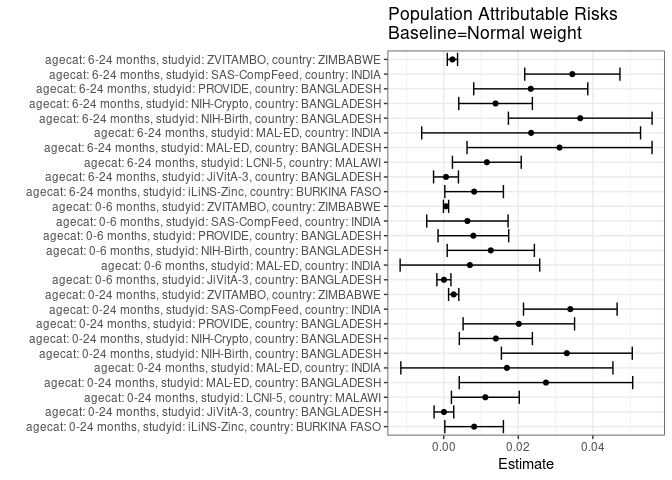 Population Attributable Risks
Baseline=Normal weight
agecat: 6-24 months, studyid: ZVITAMBO, country: ZIMBABWE
agecat: 6-24 months, studyid: SAS-CompFeed, country: INDIA
agecat: 6-24 months, studyid: PROVIDE, country: BANGLADESH
agecat: 6-24 months, studyid: NIH-Crypto, country: BANGLADESH
agecat: 6-24 months, studyid: NIH-Birth, country: BANGLADESH
agecat: 6-24 months, studyid: MAL-ED, country: INDIA
agecat: 6-24 months, studyid: MAL-ED, country: BANGLADESH
agecat: 6-24 months, studyid: LCNI-5, country: MALAWI
agecat: 6-24 months, studyid: JiVitA-3, country: BANGLADESH
agecat: 6-24 months, studyid: iLiNS-Zinc, country: BURKINA FASO
agecat: 0-6 months, studyid: ZVITAMBO, country: ZIMBABWE
agecat: 0-6 months, studyid: SAS-CompFeed, country: INDIA
agecat: 0-6 months, studyid: PROVIDE, country: BANGLADESH
agecat: 0-6 months, studyid: NIH-Birth, country: BANGLADESH
agecat: 0-6 months, studyid: MAL-ED, country: INDIA
agecat: 0-6 months, studyid: JiVitA-3, country: BANGLADESH
agecat: 0-24 months, studyid: ZVITAMBO, country: ZIMBABWE
agecat: 0-24 months, studyid: SAS-CompFeed, country: INDIA
agecat: 0-24 months, studyid: PROVIDE, country: BANGLADESH
agecat: 0-24 months, studyid: NIH-Crypto, country: BANGLADESH
agecat: 0-24 months, studyid: NIH-Birth, country: BANGLADESH
agecat: 0-24 months, studyid: MAL-ED, country: INDIA
agecat: 0-24 months, studyid: MAL-ED, country: BANGLADESH
agecat: 0-24 months, studyid: LCNI-5, country: MALAWI
agecat: 0-24 months, studyid: JiVitA-3, country: BANGLADESH
agecat: 0-24 months, studyid: iLiNS-Zinc, country: BURKINA FASO
0.00 0.02 0.04
Estimate